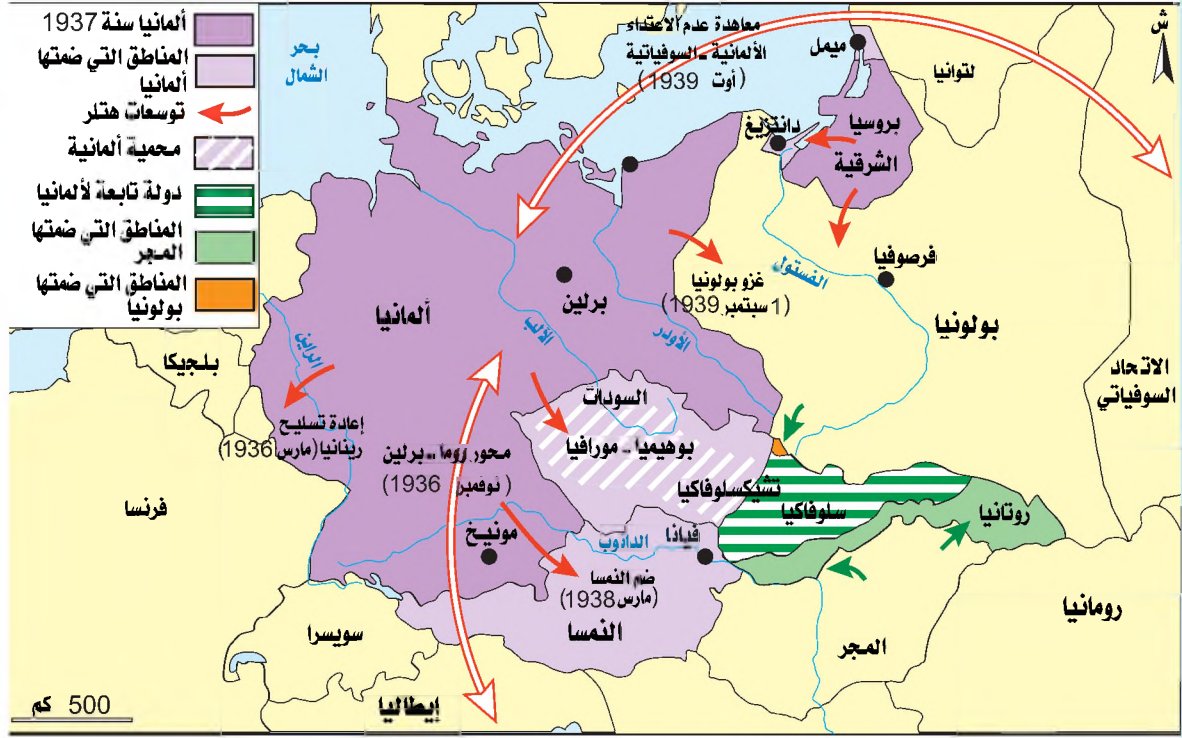 ألمانيا سنة 1937
المناطق التي ضمتها
ألمانيا
توسعات هتلر
محمية ألمانية
دولة تابعة لألمانيا
المناطق التي ضمتها
المجر
المناطق التي ضمتها
بولونيا
بحر
الشمال
معاهدة عدم الاعتداء
الألمانية - السوفياتية
(أوت 1939)
ش
ميمل
لتوانيا
دانتزيغ
بروسيا
الشرقية
فرصوفيا
الفستول
غزو بولونيا
(1 سبتمبر 1939)
بولونيا
الاتحاد
السوفياتي
برلين
ألمانيا
الألب
الأودر
الراين
بلجيكا
إعادة تسليح
رينانيا (مارس 1936)
محور روما - برلين
(نوفمبر 1936)
السودات
بوهيميا - مورافيا
تشيكسلوفاكيا
سلوفاكيا
روتانيا
فرنسا
مونيخ
الدانوب
فيانا
ضم النمسا
(مارس 1938)
النمسا
سويسرا
المجر
رومانيا
إيطاليا
500 كم